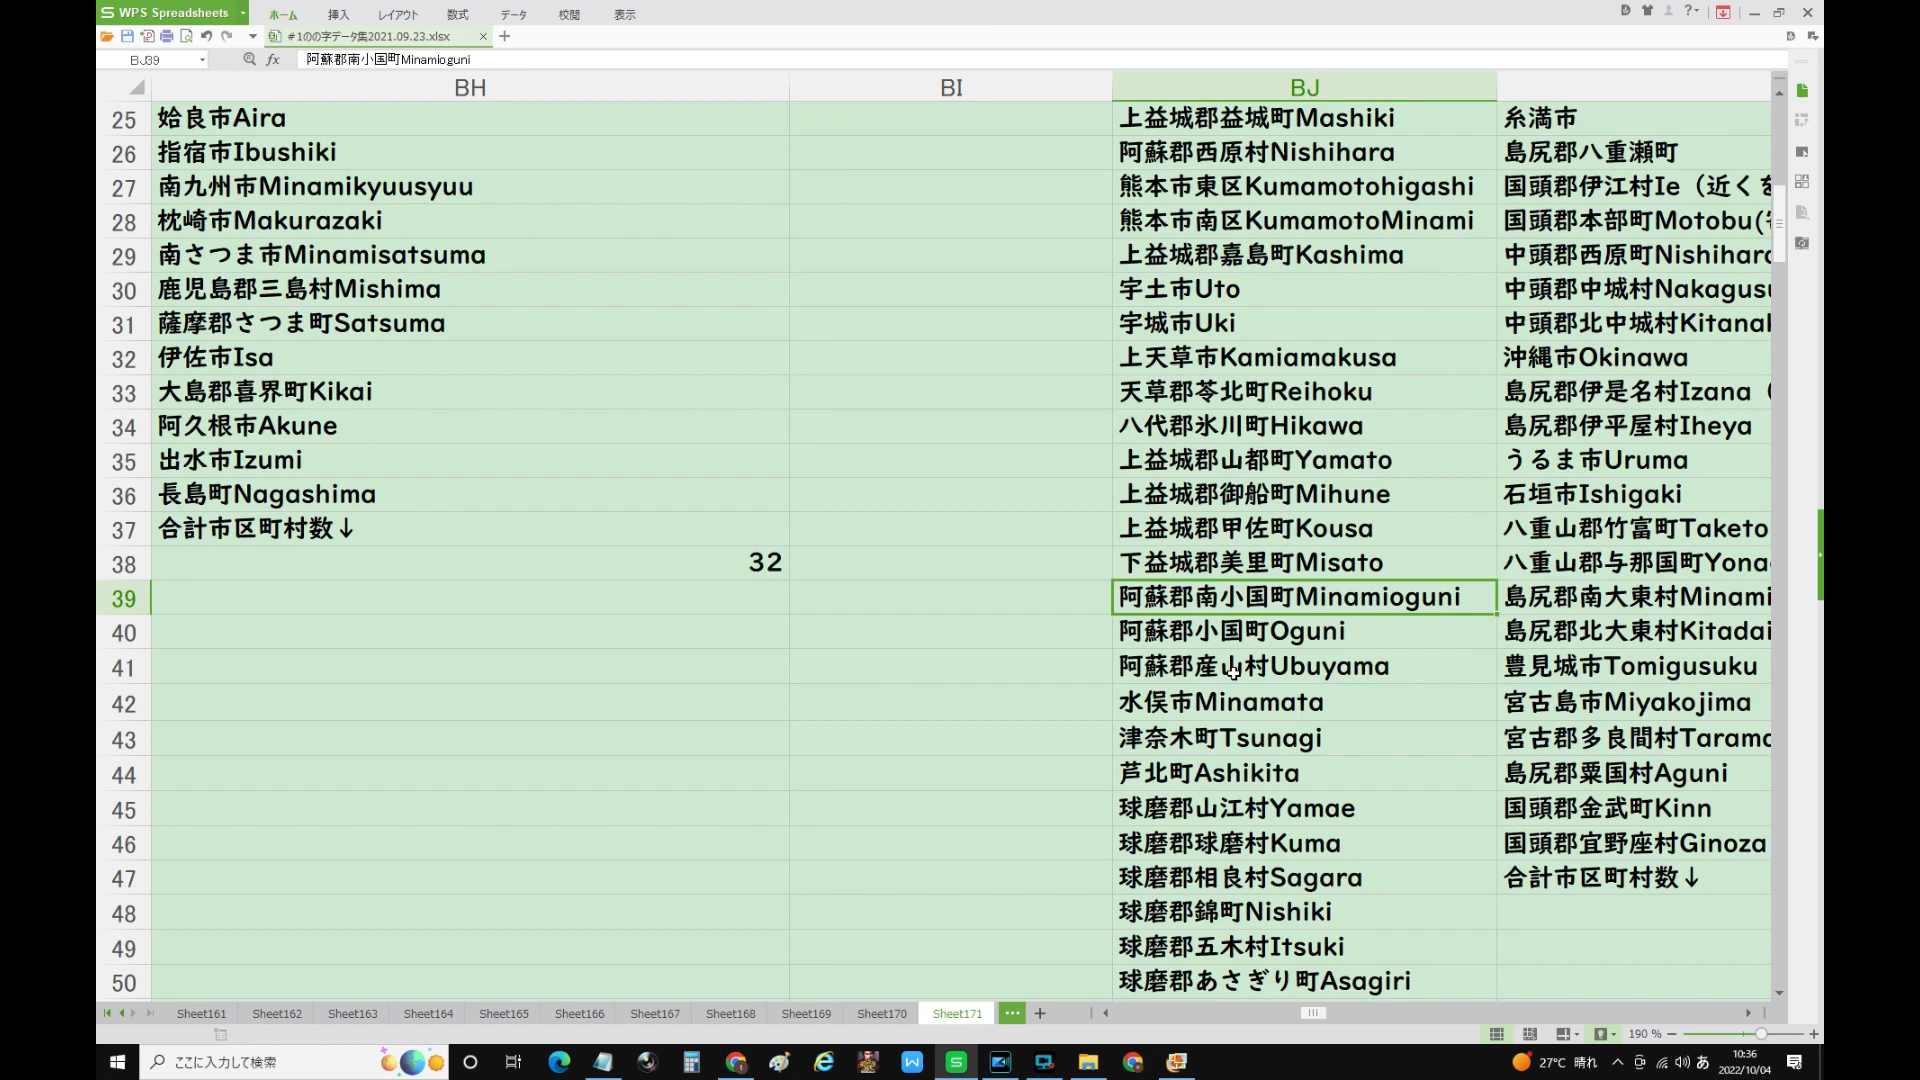 WPS Spreadsheets
ホーム 挿入 レイアウト 数式 データ 校閲 表示
#1のの字データ集2021.09.23.xlsx
BJ39 fx 阿蘇郡南小国町Minamioguni
BH BI BJ
25 姶良市Aira 上益城郡益城町Mashiki 糸満市
26 指宿市Ibushiki 阿蘇郡西原村Nishihara 島尻郡八重瀬町
27 南九州市Minamikyuusyuu 熊本市東区Kumamotohigashi 国頭郡伊江村Ie（近くを
28 枕崎市Makurazaki 熊本市南区KumamotoMinami 国頭郡本部町Motobu(
29 南さつま市Minamisatsuma 上益城郡嘉島町Kashima 中頭郡西原町Nishihara
30 鹿児島郡三島村Mishima 宇土市Uto 中頭郡中城村Nakagusu
31 薩摩郡さつま町Satsuma 宇城市Uki 中頭郡北中城村Kitanak
32 伊佐市Isa 上天草市Kamiamakusa 沖縄市Okinawa
33 大島郡喜界町Kikai 天草郡苓北町Reihoku 島尻郡伊是名村Izana（
34 阿久根市Akune 八代郡氷川町Hikawa 島尻郡伊平屋村Iheya
35 出水市Izumi 上益城郡山都町Yamato うるま市Uruma
36 長島町Nagashima 上益城郡御船町Mihune 石垣市Ishigaki
37 合計市区町村数↓ 上益城郡甲佐町Kousa 八重山郡竹富町Taketo
38 32 下益城郡美里町Misato 八重山郡与那国町Yona
39 阿蘇郡南小国町Minamioguni 島尻郡南大東村Minami
40 阿蘇郡小国町Oguni 島尻郡北大東村Kitadai
41 阿蘇郡産山村Ubuyama 豊見城市Tomigusuku
42 水俣市Minamata 宮古島市Miyakojima
43 津奈木町Tsunagi 宮古郡多良間村Tarama
44 芦北町Ashikita 島尻郡粟国村Aguni
45 球磨郡山江村Yamae 国頭郡金武町Kinn
46 球磨郡球磨村Kuma 国頭郡宜野座村Ginoza
47 球磨郡相良村Sagara 合計市区町村数↓
48 球磨郡錦町Nishiki
49 球磨郡五木村Itsuki
50 球磨郡あさぎり町Asagiri
Sheet161 Sheet162 Sheet163 Sheet164 Sheet165 Sheet166 Sheet167 Sheet168 Sheet169 Sheet170 Sheet171
190 %
ここに入力して検索
27°C 晴れ あ 10:36
2022/10/04